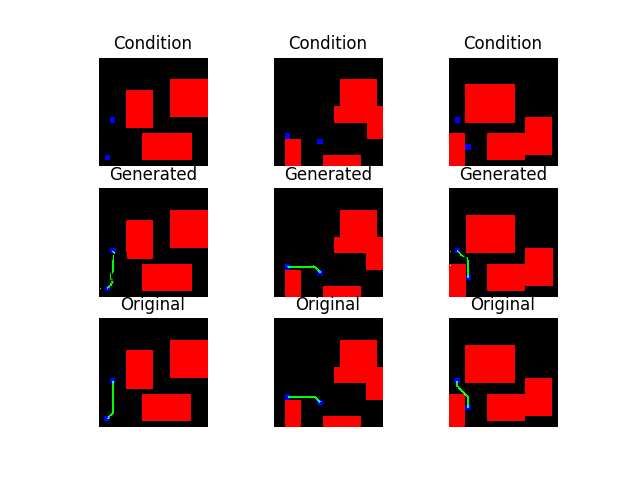 Condition Condition Condition
Generated Generated Generated
Original Original Original